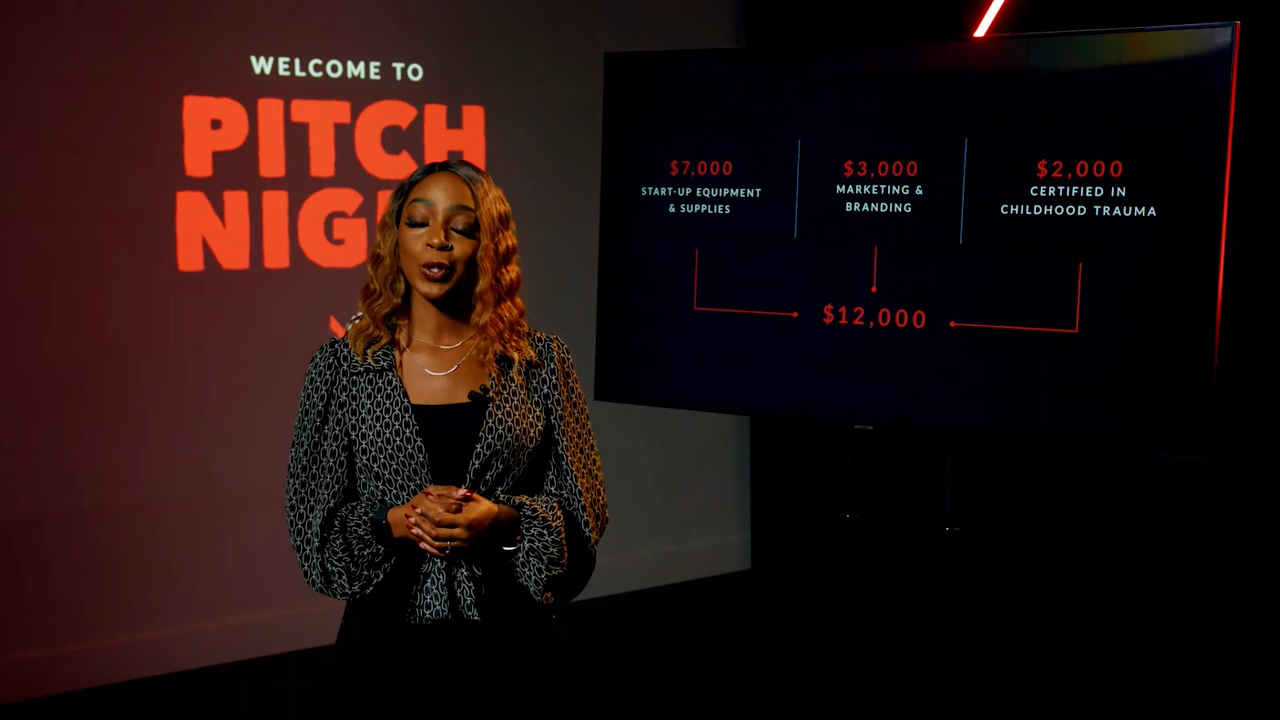 WELCOME TO
PITCH
NIG
$7,000
START-UP EQUIPMENT
& SUPPLIES
$3,000
MARKETING &
BRANDING
$2,000
CERTIFIED IN
CHILDHOOD TRAUMA
$12,000